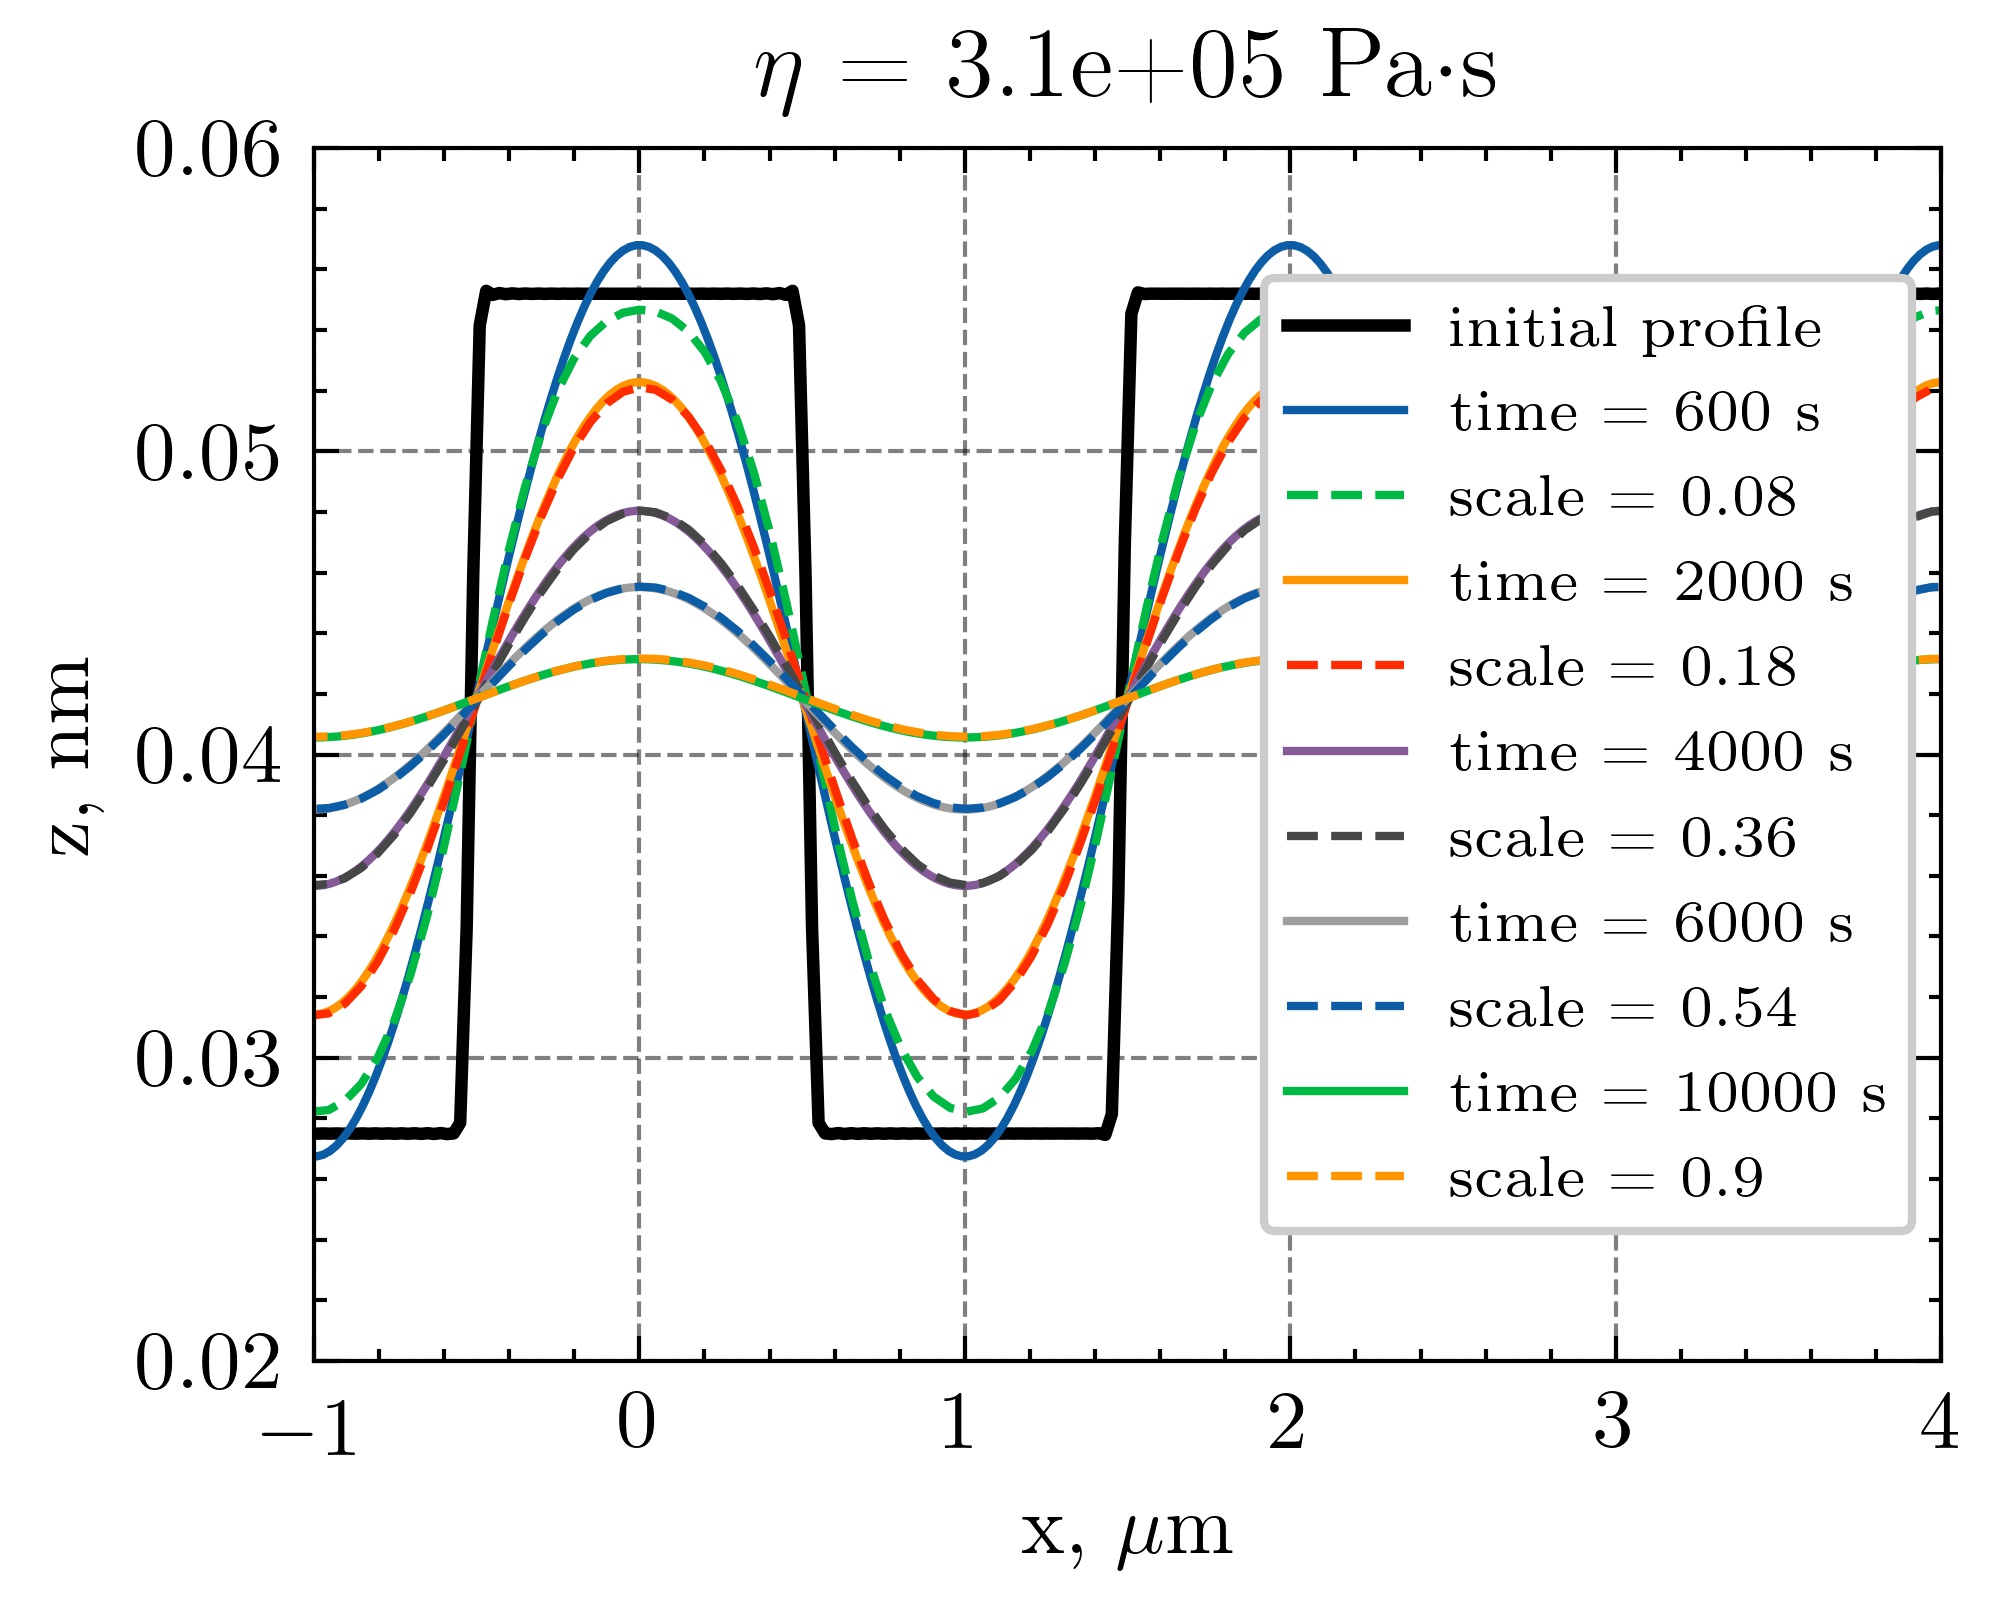 η = 3.1e+05 Pa·s
0.06
0.05
0.04
0.03
0.02
z, nm
−1 0 1 2 3 4
x, μm
initial profile
time = 600 s
scale = 0.08
time = 2000 s
scale = 0.18
time = 4000 s
scale = 0.36
time = 6000 s
scale = 0.54
time = 10000 s
scale = 0.9